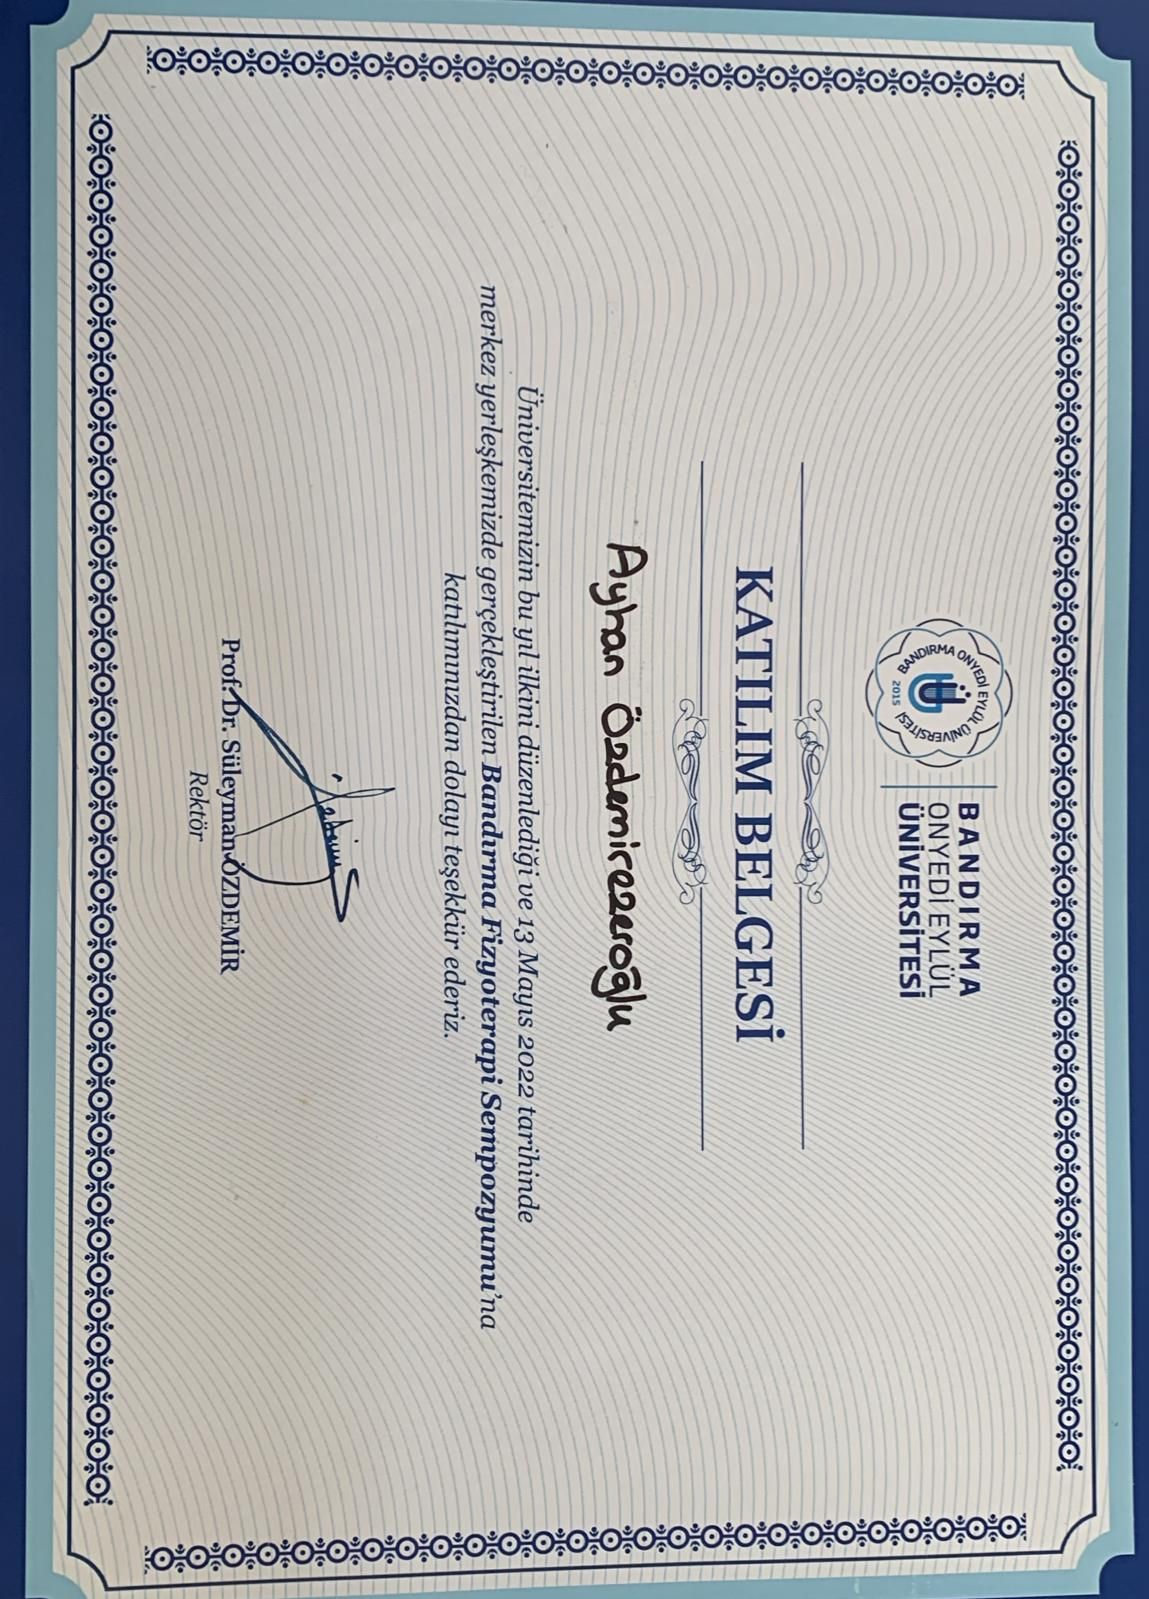 BANDIRMA ONYEDİ EYLÜL ÜNİVERSİTESİ
2015
BANDIRMA
ONYEDİ EYLÜL
ÜNİVERSİTESİ
KATILIM BELGESİ
Ayhan Özdemirezeroğlu
Üniversitemizin bu yıl ilkini düzenlediği ve 13 Mayıs 2022 tarihinde
merkez yerleşkemizde gerçekleştirilen Bandırma Fizyoterapi Sempozyumu'na
katılımınızdan dolayı teşekkür ederiz.
Prof. Dr. Süleyman ÖZDEMİR
Rektör